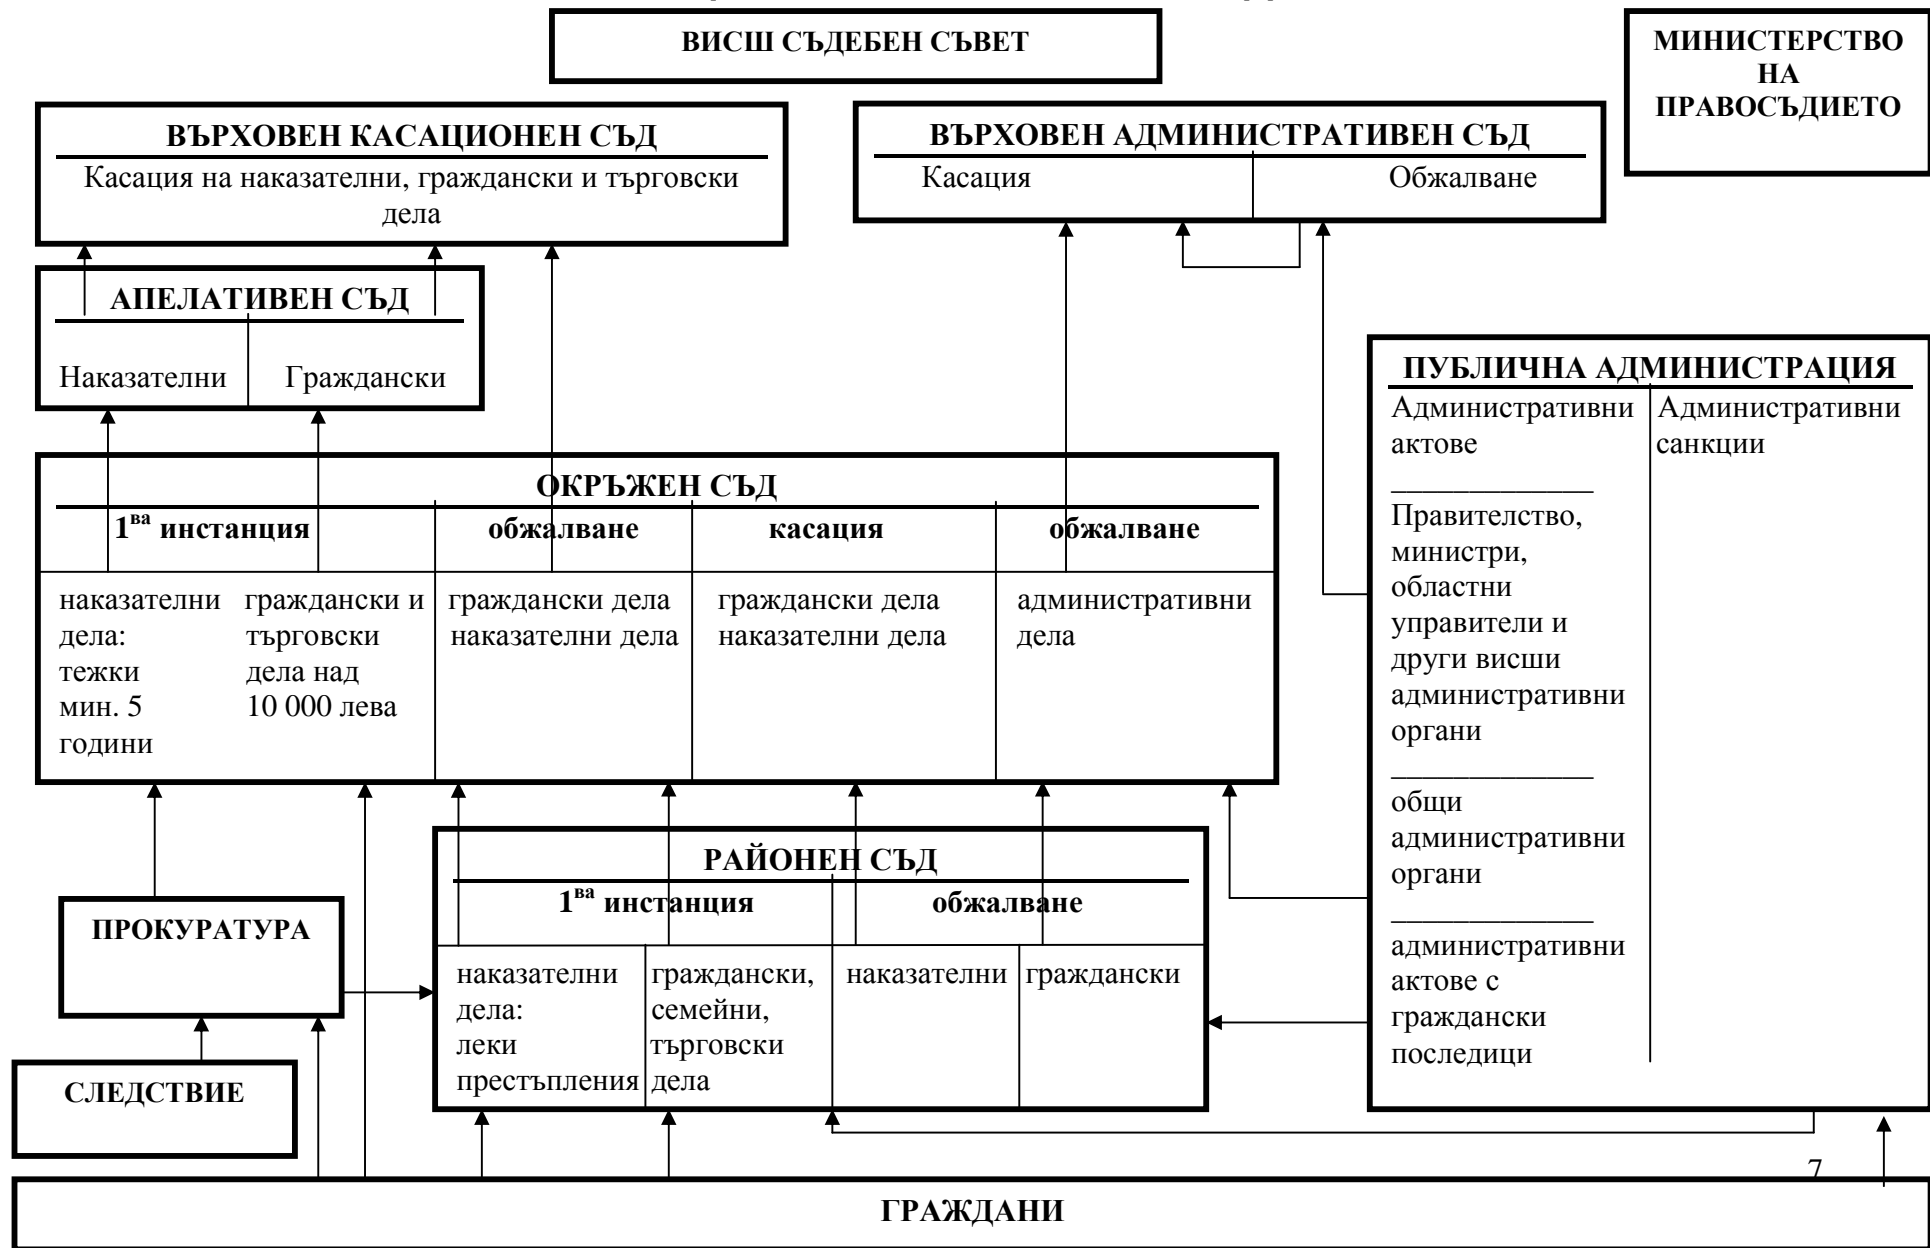 ВИСШ СЪДЕБЕН СЪВЕТ
МИНИСТЕРСТВО
НА
ПРАВОСЪДИЕТО
ВЪРХОВЕН КАСАЦИОНЕН СЪД
Касация на наказателни, граждански и търговски
дела
ВЪРХОВЕН АДМИНИСТРАТИВЕН СЪД
Касация
Обжалване
АПЕЛАТИВЕН СЪД
Наказателни
Граждански
ПУБЛИЧНА АДМИНИСТРАЦИЯ
Административни
актове
Правителство,
министри,
областни
управители и
други висши
административни
органи
общи
административни
органи
административни
актове с
граждански
последици
Административни
санкции
ОКРЪЖЕН СЪД
1ва инстанция
обжалване
касация
обжалване
наказателни
дела:
тежки
мин. 5
години
граждански и
търговски
дела над
10 000 лева
граждански дела
наказателни дела
граждански дела
наказателни дела
административни
дела
РАЙОНЕН СЪД
1ва инстанция
обжалване
наказателни
дела:
леки
престъпления
граждански,
семейни,
търговски
дела
наказателни
граждански
ПРОКУРАТУРА
СЛЕДСТВИЕ
7
ГРАЖДАНИ